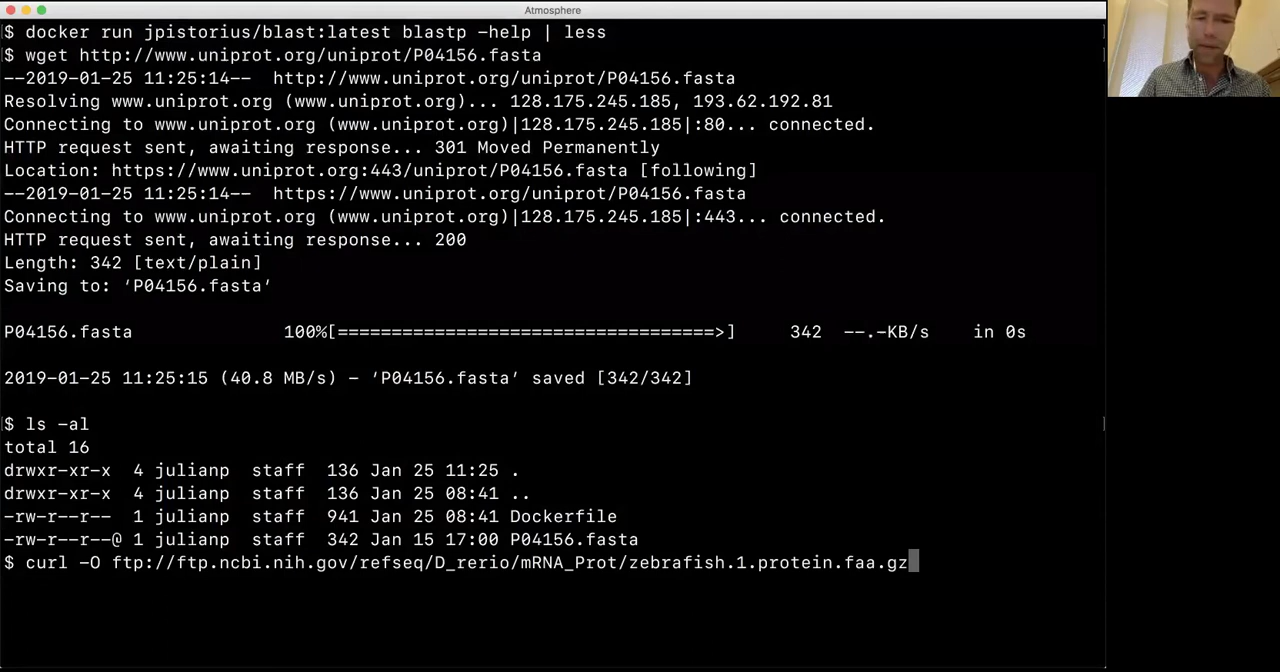 Atmosphere
$ docker run jpistorius/blast:latest blastp -help | less
$ wget http://www.uniprot.org/uniprot/P04156.fasta
--2019-01-25 11:25:14--  http://www.uniprot.org/uniprot/P04156.fasta
Resolving www.uniprot.org (www.uniprot.org)... 128.175.245.185, 193.62.192.81
Connecting to www.uniprot.org (www.uniprot.org)|128.175.245.185|:80... connected.
HTTP request sent, awaiting response... 301 Moved Permanently
Location: https://www.uniprot.org:443/uniprot/P04156.fasta [following]
--2019-01-25 11:25:14--  https://www.uniprot.org/uniprot/P04156.fasta
Connecting to www.uniprot.org (www.uniprot.org)|128.175.245.185|:443... connected.
HTTP request sent, awaiting response... 200
Length: 342 [text/plain]
Saving to: ‘P04156.fasta’
P04156.fasta 100%[===================================>] 342 --.-KB/s in 0s
2019-01-25 11:25:15 (40.8 MB/s) - ‘P04156.fasta’ saved [342/342]
$ ls -al
total 16
drwxr-xr-x  4 julianp  staff  136 Jan 25 11:25 .
drwxr-xr-x  4 julianp  staff  136 Jan 25 08:41 ..
-rw-r--r--  1 julianp  staff  941 Jan 25 08:41 Dockerfile
-rw-r--r--@ 1 julianp  staff  342 Jan 15 17:00 P04156.fasta
$ curl -O ftp://ftp.ncbi.nih.gov/refseq/D_rerio/mRNA_Prot/zebrafish.1.protein.faa.gz